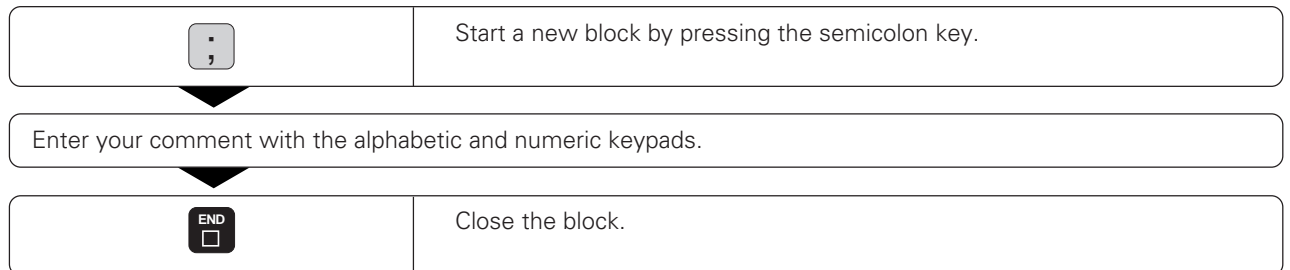 ;
Start a new block by pressing the semicolon key.
Enter your comment with the alphabetic and numeric keypads.
END
Close the block.